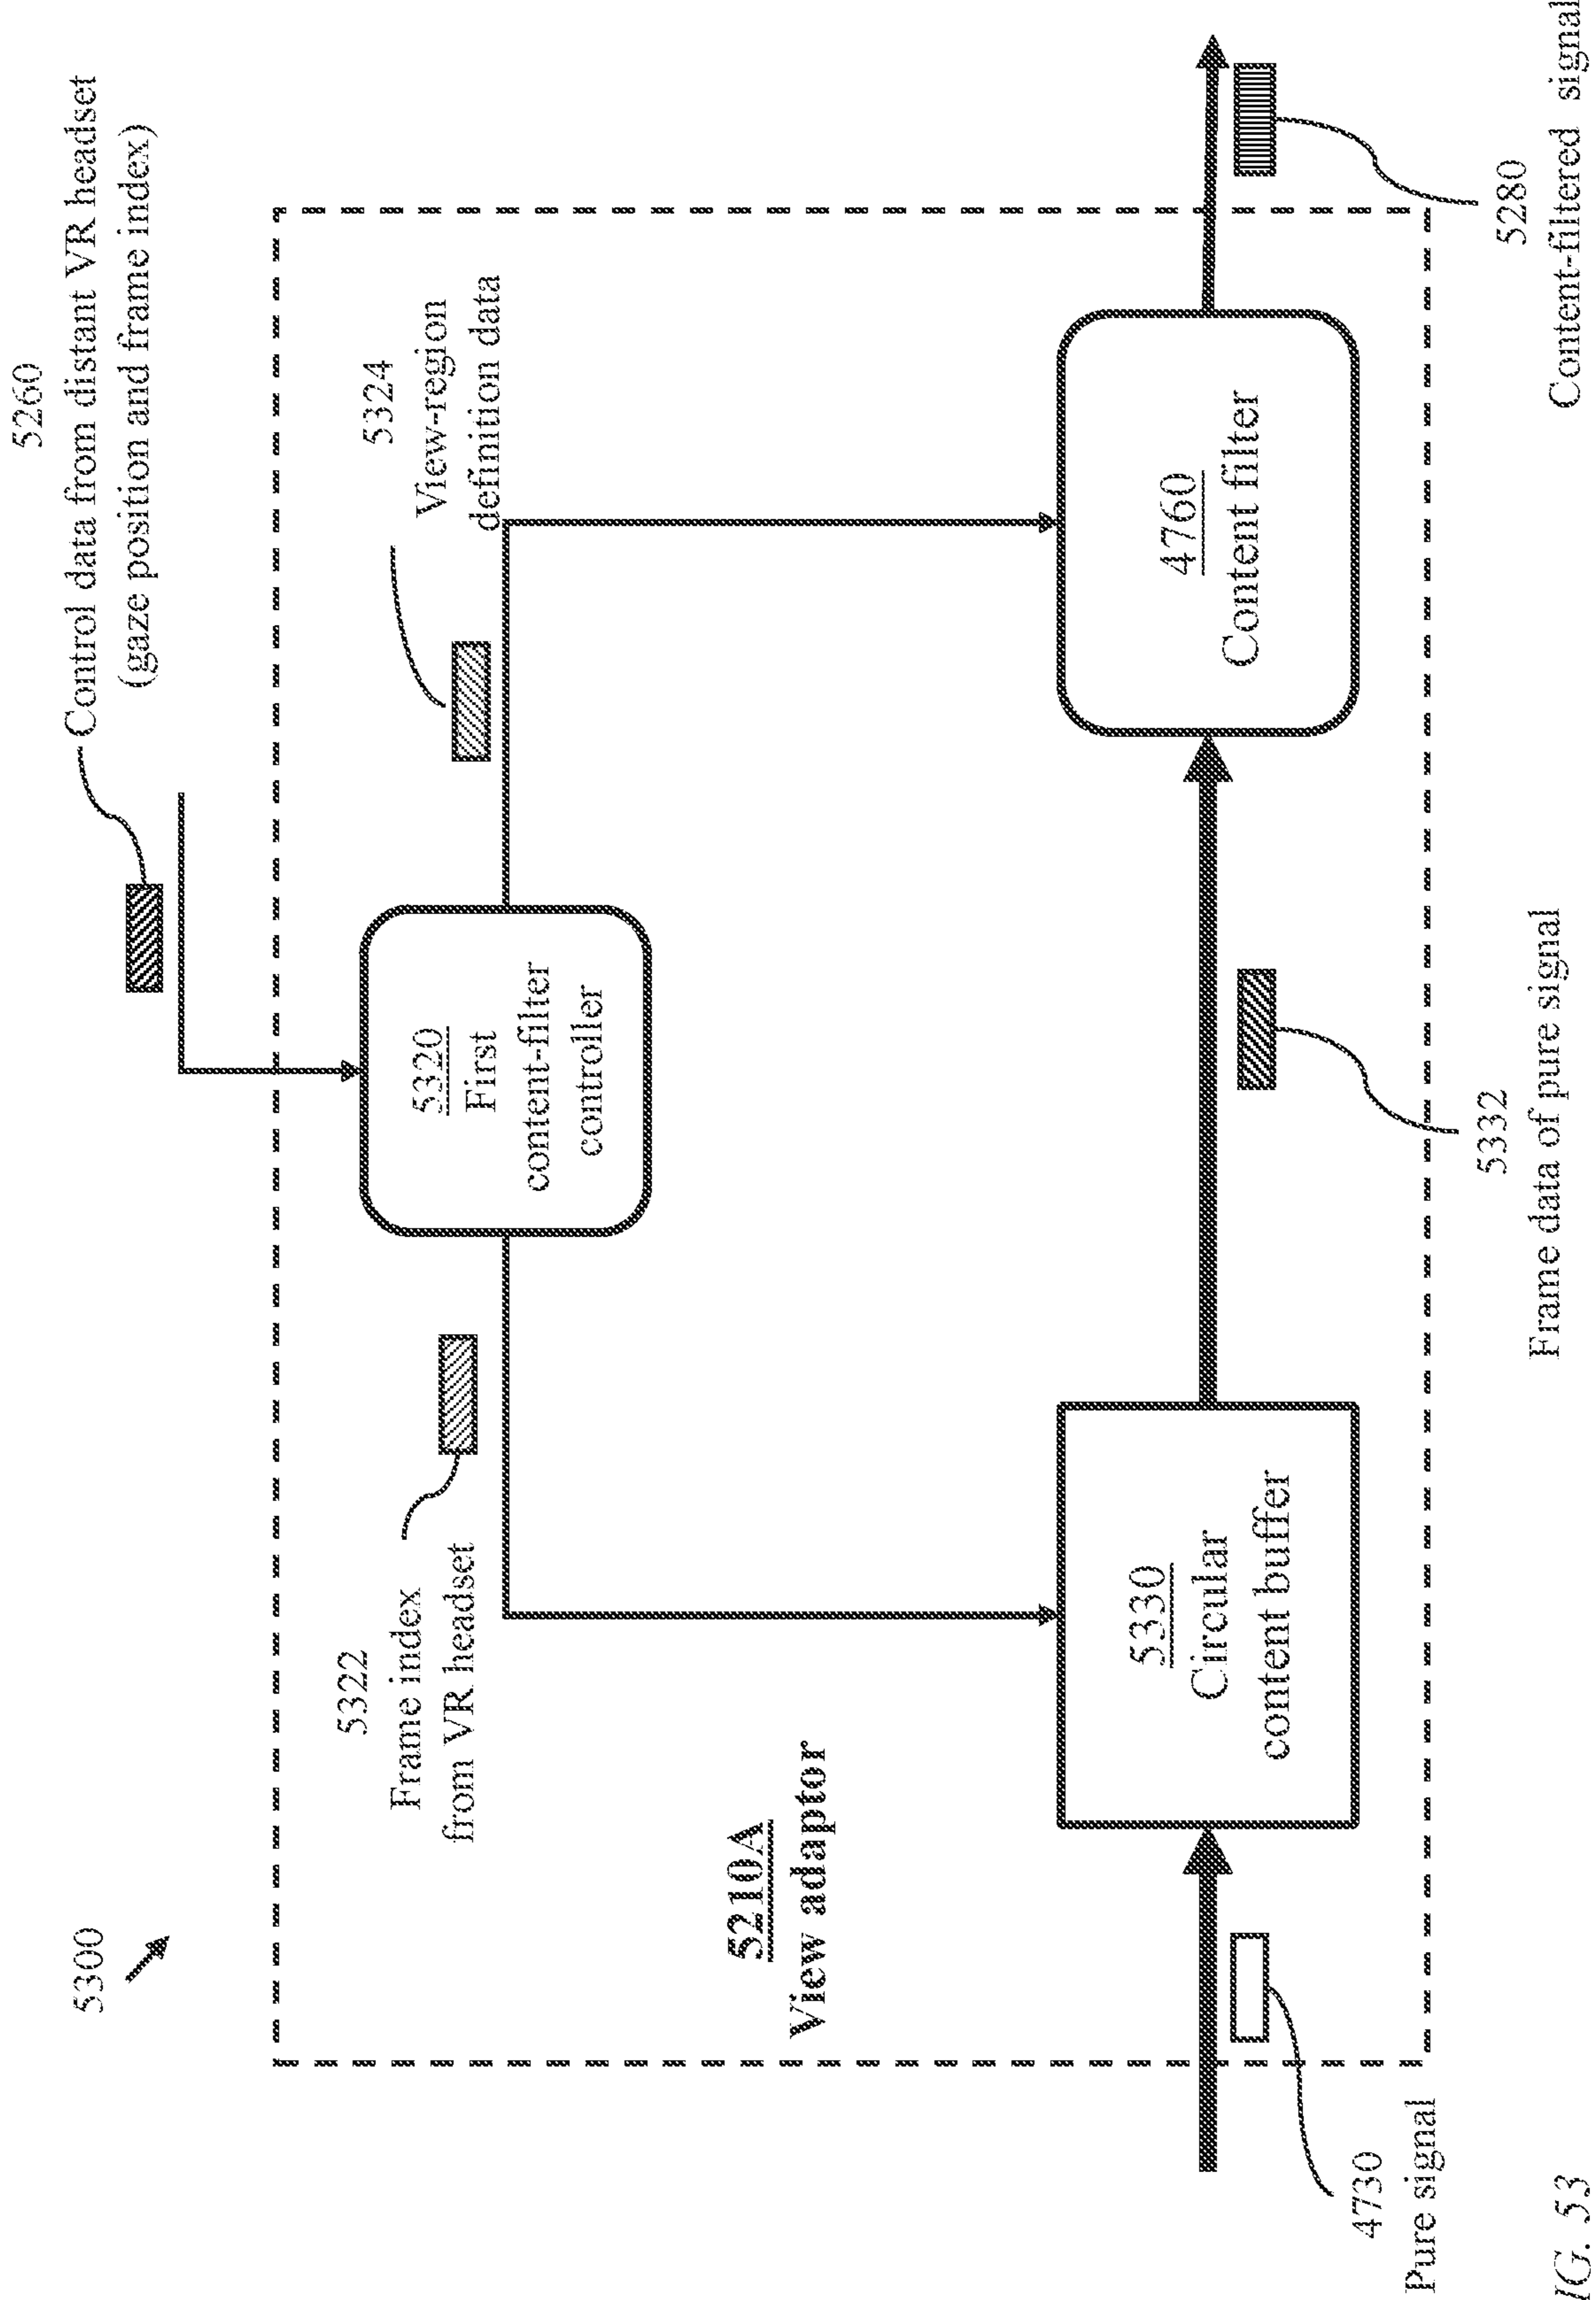 5300
5260
Control data from distant VR headset
(gaze position and frame index)
5322
Frame index
from VR headset
5320
First
content-filter
controller
5324
View-region
definition data
5210A
View adaptor
5330
Circular
content buffer
4760
Content filter
4730
Pure signal
5332
Frame data of pure signal
5280
Content-filtered signal
IG. 53